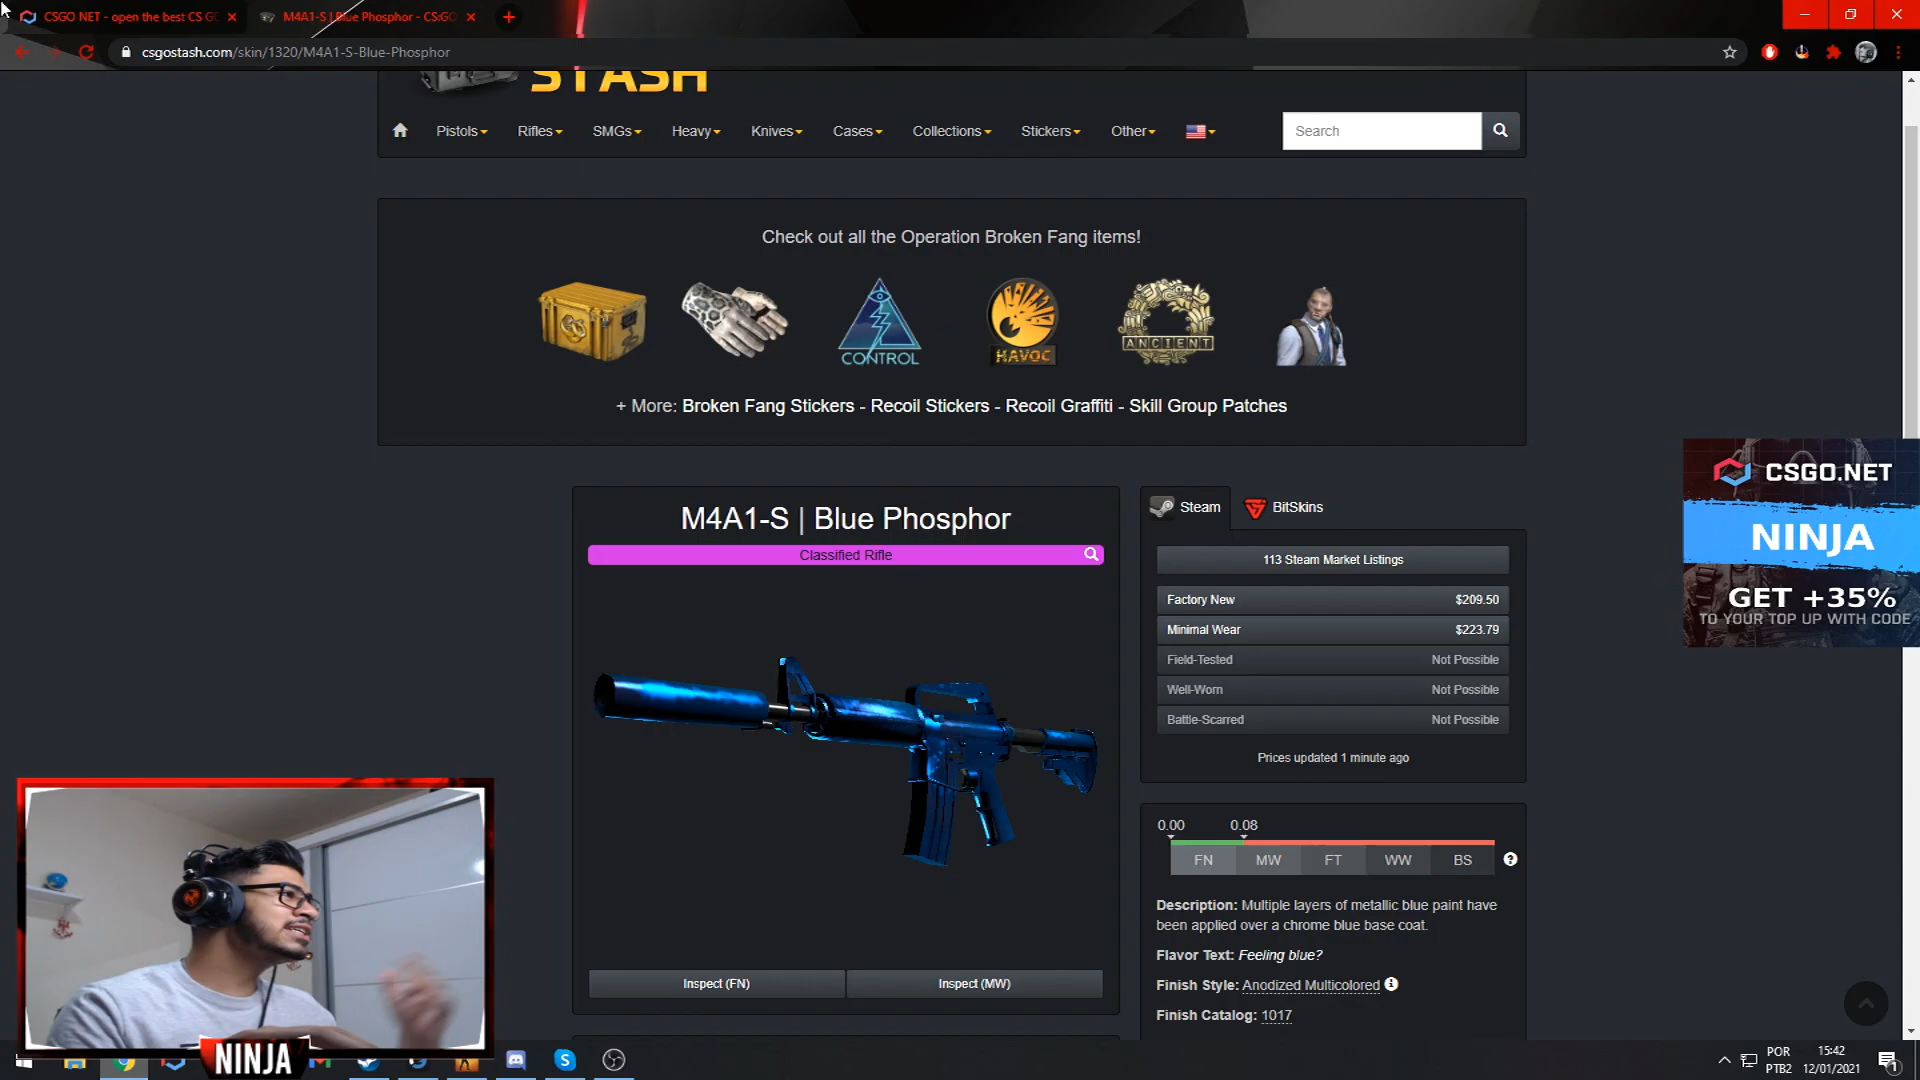 CSGO NET - open the best CS GO
M4A1-S | Blue Phosphor - CS:GO
csgostash.com/skin/1320/M4A1-S-Blue-Phosphor
STASH
Pistols Rifles SMGs Heavy Knives Cases Collections Stickers Other
Search
Check out all the Operation Broken Fang items!
CONTROL
HAVOC
ANCIENT
+ More: Broken Fang Stickers - Recoil Stickers - Recoil Graffiti - Skill Group Patches
M4A1-S | Blue Phosphor
Classified Rifle
Inspect (FN) Inspect (MW)
Steam BitSkins
113 Steam Market Listings
Factory New $209.50
Minimal Wear $223.79
Field-Tested Not Possible
Well-Worn Not Possible
Battle-Scarred Not Possible
Prices updated 1 minute ago
0.00 0.08
FN MW FT WW BS
Description: Multiple layers of metallic blue paint have
been applied over a chrome blue base coat.
Flavor Text: Feeling blue?
Finish Style: Anodized Multicolored
Finish Catalog: 1017
CSGO.NET
NINJA
GET +35%
TO YOUR TOP UP WITH CODE
NINJA
POR
PTB2
15:42
12/01/2021
1